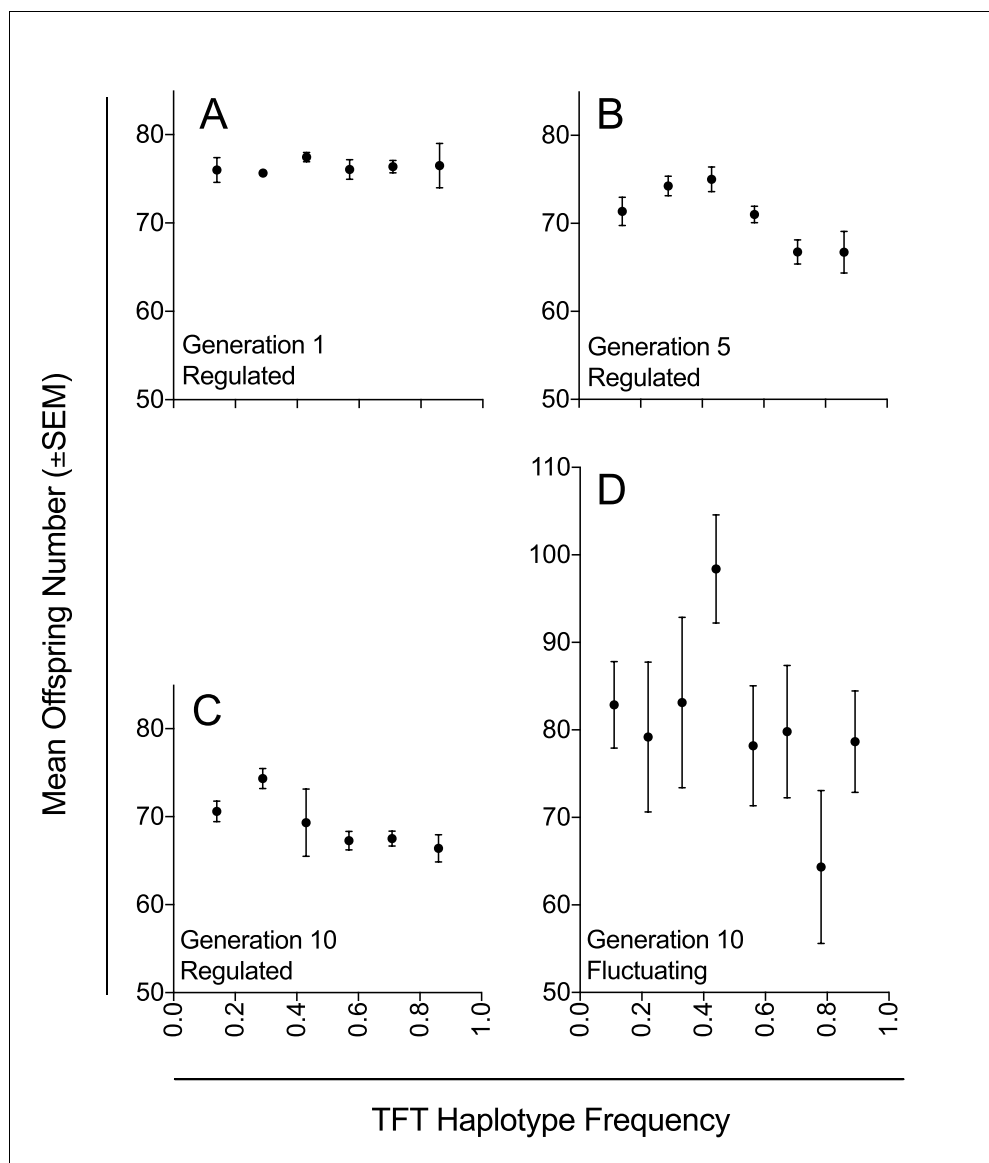 Mean Offspring Number (±SEM)
A
80
70
60
50
Generation 1
Regulated
B
80
70
60
50
Generation 5
Regulated
C
80
70
60
50
Generation 10
Regulated
0.0
0.2
0.4
0.6
0.8
1.0
D
110
100
90
80
70
60
50
Generation 10
Fluctuating
0.0
0.2
0.4
0.6
0.8
1.0
TFT Haplotype Frequency